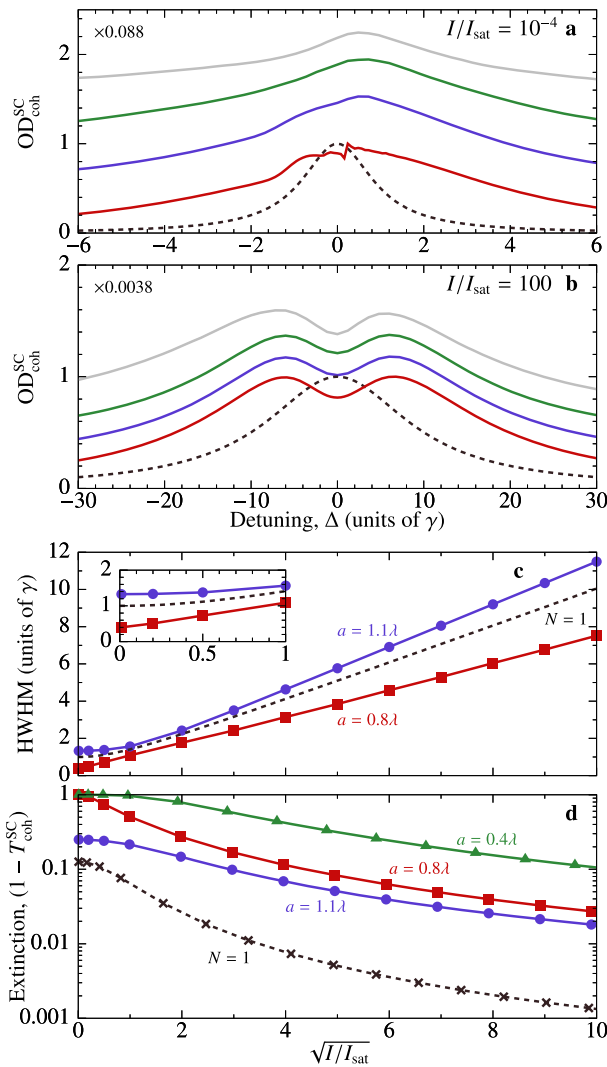 ×0.088
I/I_sat = 10⁻⁴ a
OD^SC_coh
2
1
0
−6 −4 −2 0 2 4 6
×0.0038
I/I_sat = 100 b
OD^SC_coh
2
1
0
−30 −20 −10 0 10 20 30
Detuning, Δ (units of γ)
c
HWHM (units of γ)
12
10
8
6
4
2
0
2
1
0
0 0.5 1
a = 1.1λ
N = 1
a = 0.8λ
d
Extinction, (1 − T^SC_coh)
1
0.1
0.01
0.001
a = 0.4λ
a = 0.8λ
a = 1.1λ
N = 1
0 2 4 6 8 10
√I/I_sat